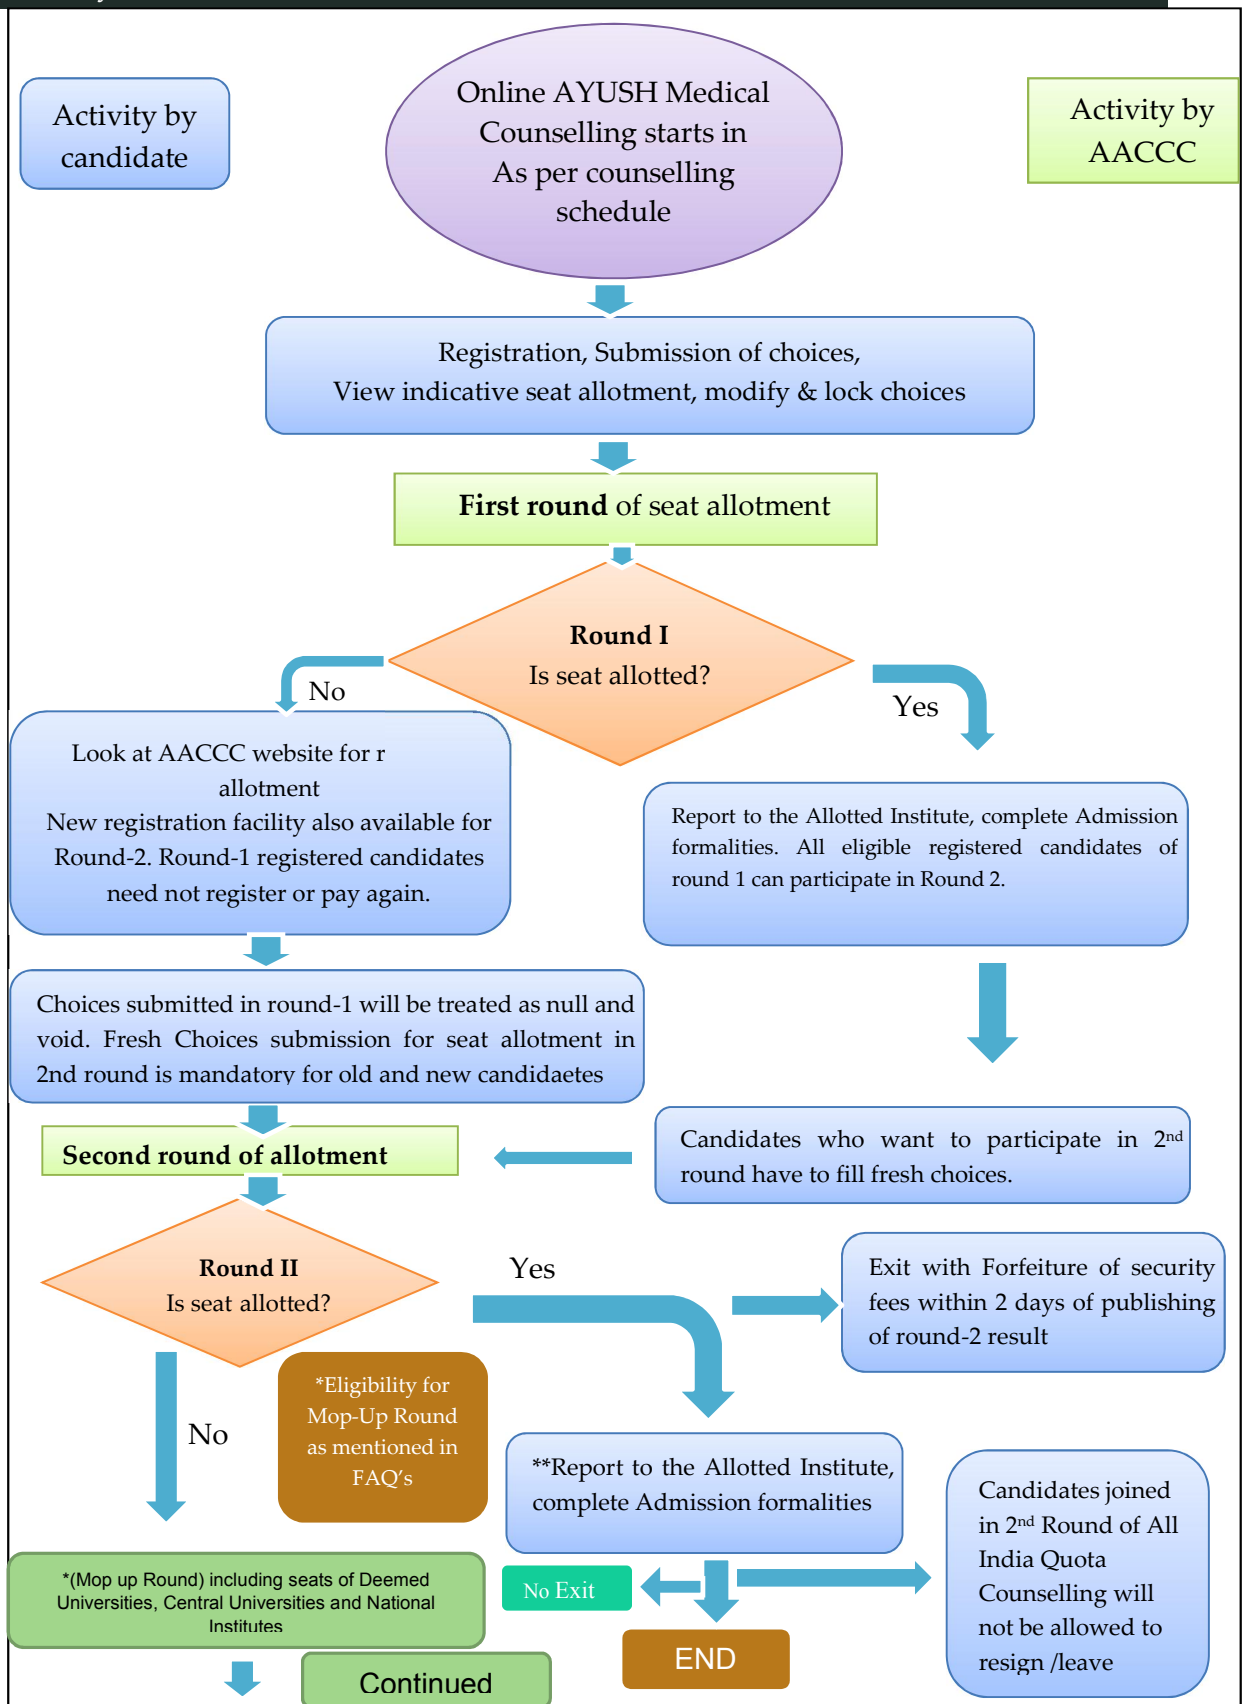 Activity by
candidate
Online AYUSH Medical
Counselling starts in
As per counselling
schedule
Activity by
AACCC
Registration, Submission of choices,
View indicative seat allotment, modify & lock choices
First round of seat allotment
Round I
Is seat allotted?
No
Yes
Look at AACCC website for r
allotment
New registration facility also available for
Round-2. Round-1 registered candidates
need not register or pay again.
Report to the Allotted Institute, complete Admission
formalities. All eligible registered candidates of
round 1 can participate in Round 2.
Choices submitted in round-1 will be treated as null and
void. Fresh Choices submission for seat allotment in
2nd round is mandatory for old and new candidaetes
Second round of allotment
Candidates who want to participate in 2nd
round have to fill fresh choices.
Round II
Is seat allotted?
Yes
Exit with Forfeiture of security
fees within 2 days of publishing
of round-2 result
No
*Eligibility for
Mop-Up Round
as mentioned in
FAQ's
**Report to the Allotted Institute,
complete Admission formalities
Candidates joined
in 2nd Round of All
India Quota
Counselling will
not be allowed to
resign /leave
*(Mop up Round) including seats of Deemed
Universities, Central Universities and National
Institutes
No Exit
END
Continued